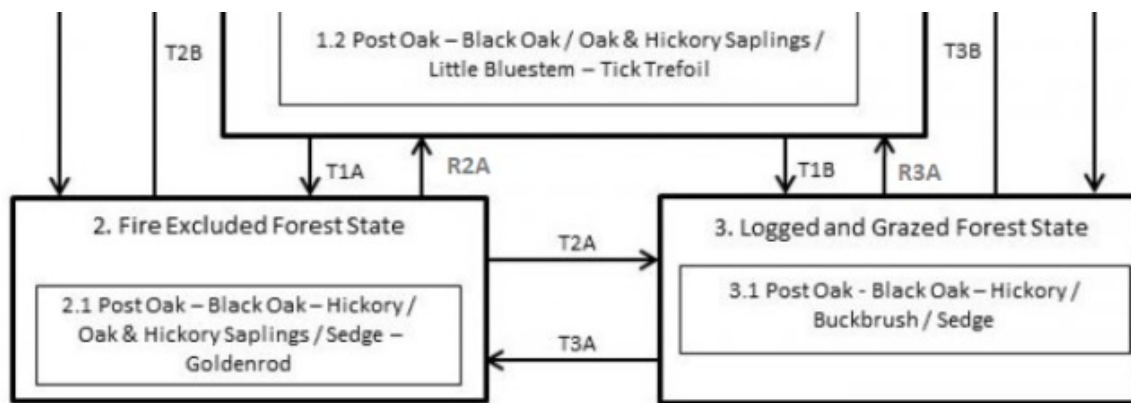 1.2 Post Oak – Black Oak / Oak & Hickory Saplings /
Little Bluestem – Tick Trefoil
T2B
T3B
T1A
R2A
T1B
R3A
2. Fire Excluded Forest State
2.1 Post Oak – Black Oak – Hickory /
Oak & Hickory Saplings / Sedge –
Goldenrod
T2A
T3A
3. Logged and Grazed Forest State
3.1 Post Oak - Black Oak – Hickory /
Buckbrush / Sedge